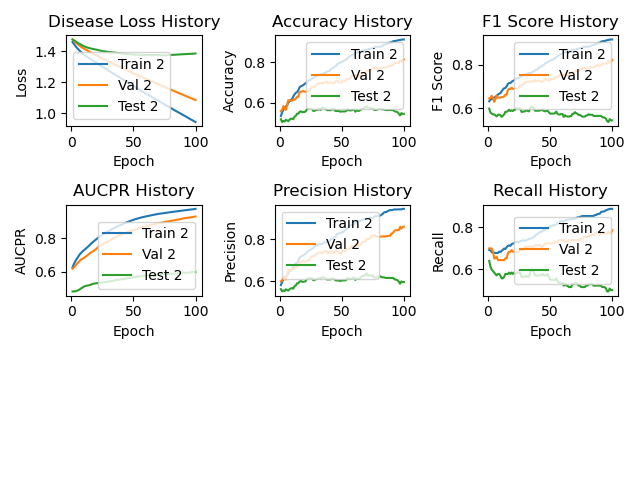 Disease Loss History
1.4
1.2
1.0
Loss
Train 2
Val 2
Test 2
0
50
100
Epoch
Accuracy History
0.8
0.6
Accuracy
Train 2
Val 2
Test 2
0
50
100
Epoch
F1 Score History
0.8
0.6
F1 Score
Train 2
Val 2
Test 2
0
50
100
Epoch
AUCPR History
0.8
0.6
AUCPR
Train 2
Val 2
Test 2
0
50
100
Epoch
Precision History
0.8
0.6
Precision
Train 2
Val 2
Test 2
0
50
100
Epoch
Recall History
0.8
0.6
Recall
Train 2
Val 2
Test 2
0
50
100
Epoch